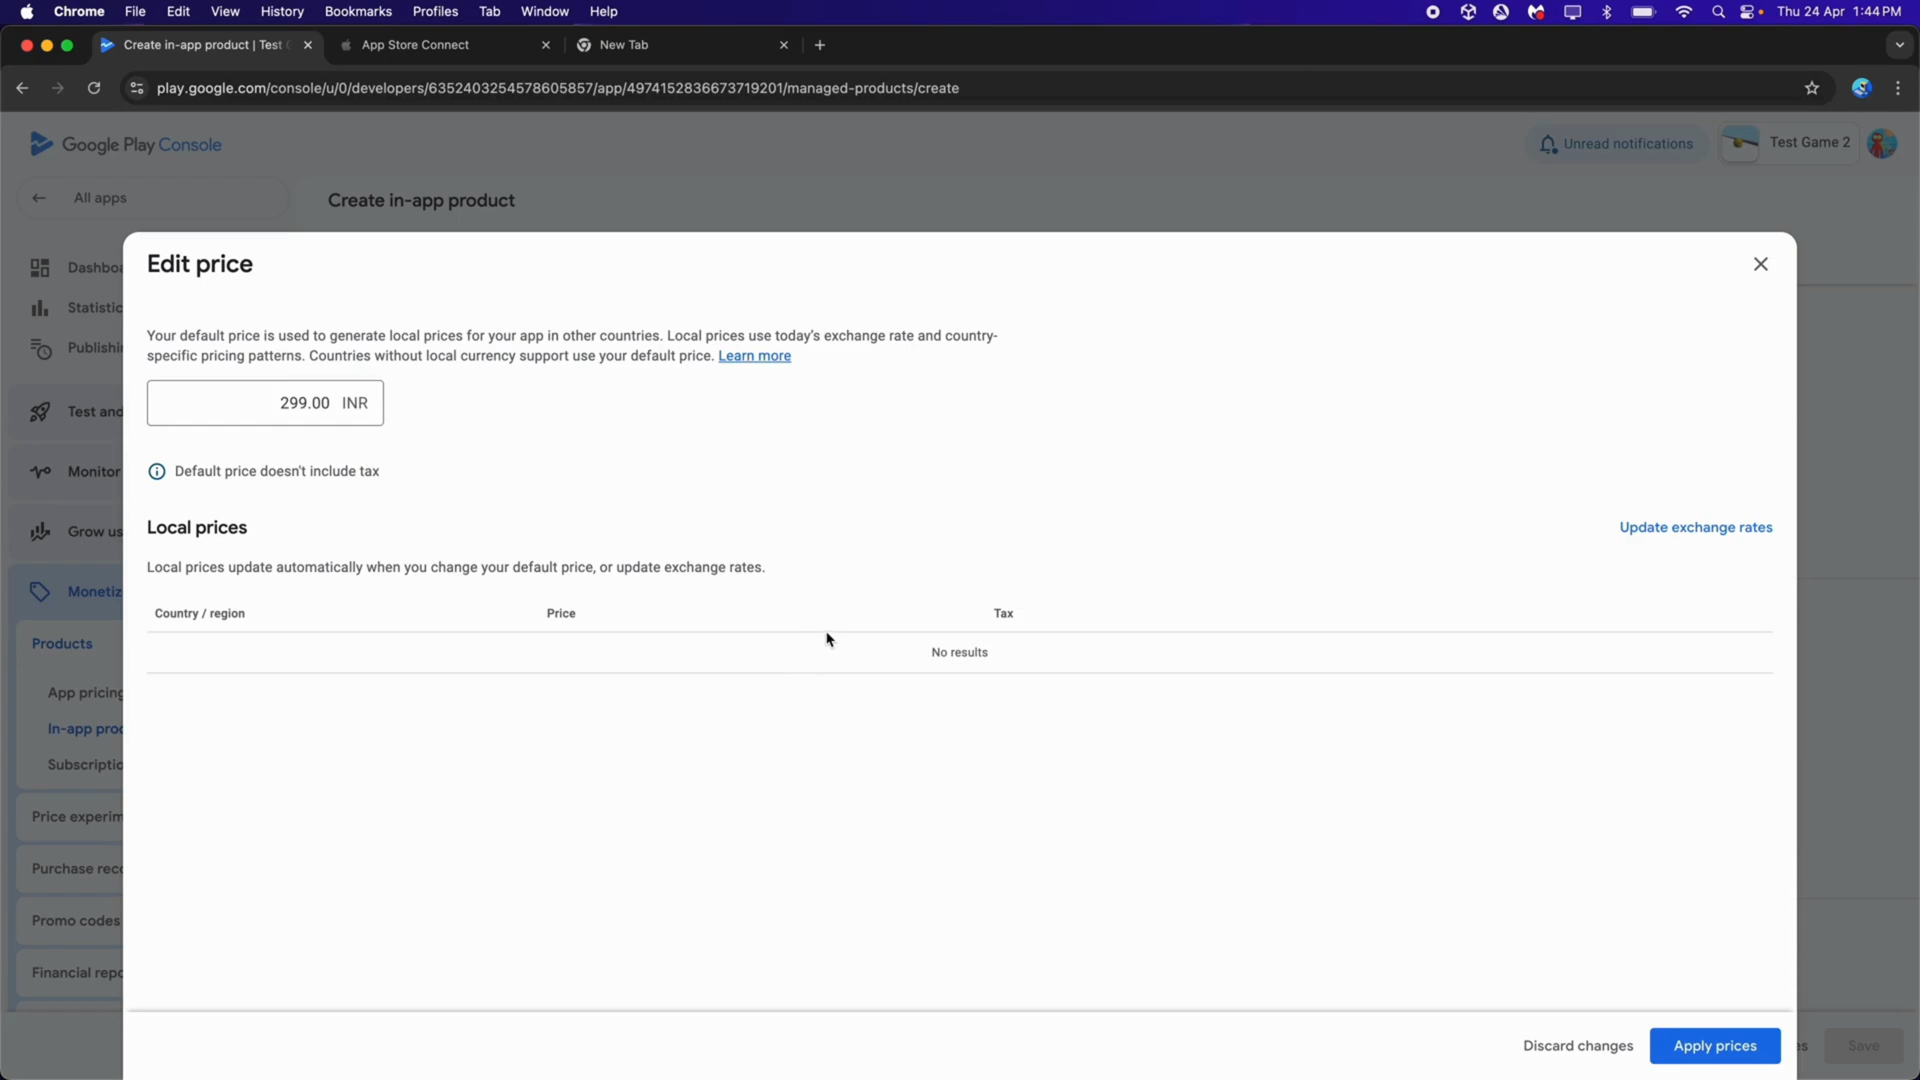 Chrome File Edit View History Bookmarks Profiles Tab Window Help Thu 24 Apr 1:44 PM
Create in-app product | Test App Store Connect New Tab
play.google.com/console/u/0/developers/6352403254578605857/app/4974152836673719201/managed-products/create
Google Play Console Unread notifications Test Game 2
All apps Create in-app product
Edit price
Dashbo
Statistic
Your default price is used to generate local prices for your app in other countries. Local prices use today's exchange rate and country-
Publishi
specific pricing patterns. Countries without local currency support use your default price. Learn more
299.00 INR
Test and
Monitor
Default price doesn't include tax
Grow us
Local prices Update exchange rates
Local prices update automatically when you change your default price, or update exchange rates.
Monetiz
Country / region Price Tax
Products
No results
App pricing
In-app proc
Subscriptio
Price experim
Purchase reco
Promo codes
Financial repo
Discard changes Apply prices es Save